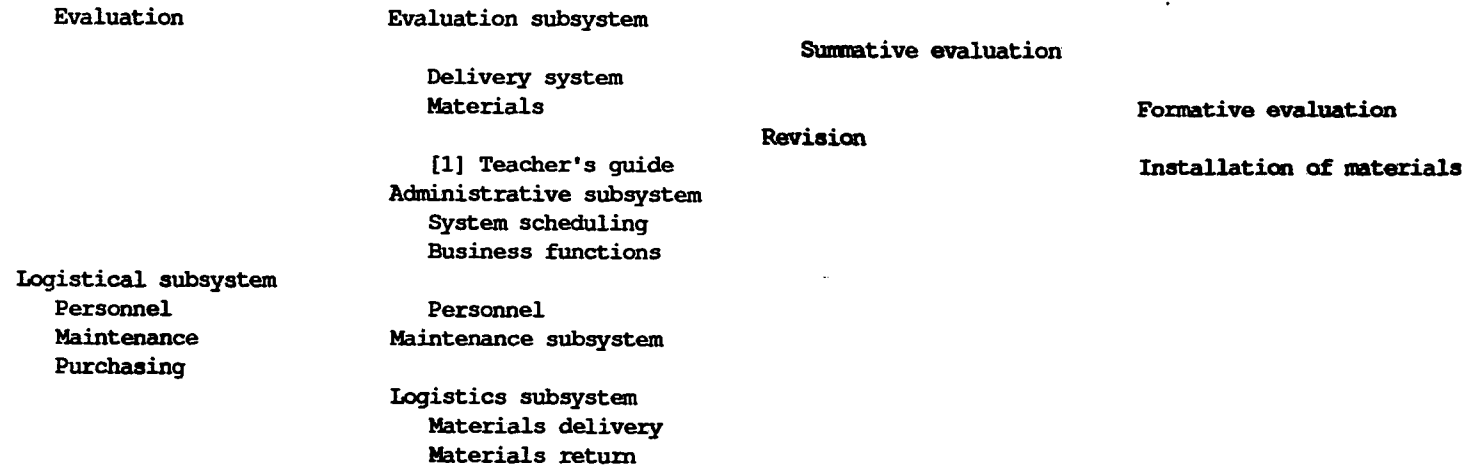 Evaluation Evaluation subsystem
Summative evaluation
Delivery system
Materials Formative evaluation
Revision
[1] Teacher's guide Installation of materials
Administrative subsystem
System scheduling
Business functions
Logistical subsystem
Personnel Personnel
Maintenance Maintenance subsystem
Purchasing
Logistics subsystem
Materials delivery
Materials return